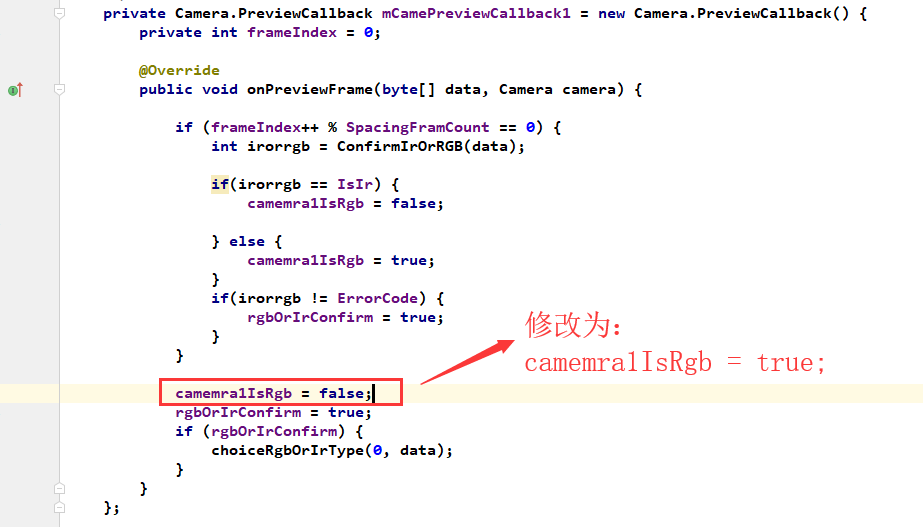 private Camera.PreviewCallback mCamePreviewCallback1 = new Camera.PreviewCallback() {
private int frameIndex = 0;
@Override
public void onPreviewFrame(byte[] data, Camera camera) {
if (frameIndex++ % SpacingFramCount == 0) {
int irorrgb = ConfirmIrOrRGB(data);
if(irorrgb == IsIr) {
camemra1IsRgb = false;
} else {
camemra1IsRgb = true;
}
if(irorrgb != ErrorCode) {
rgbOrIrConfirm = true;
}
}
修改为：
camemra1IsRgb = true;
camemra1IsRgb = false;
rgbOrIrConfirm = true;
if (rgbOrIrConfirm) {
choiceRgbOrIrType(0, data);
}
}
};